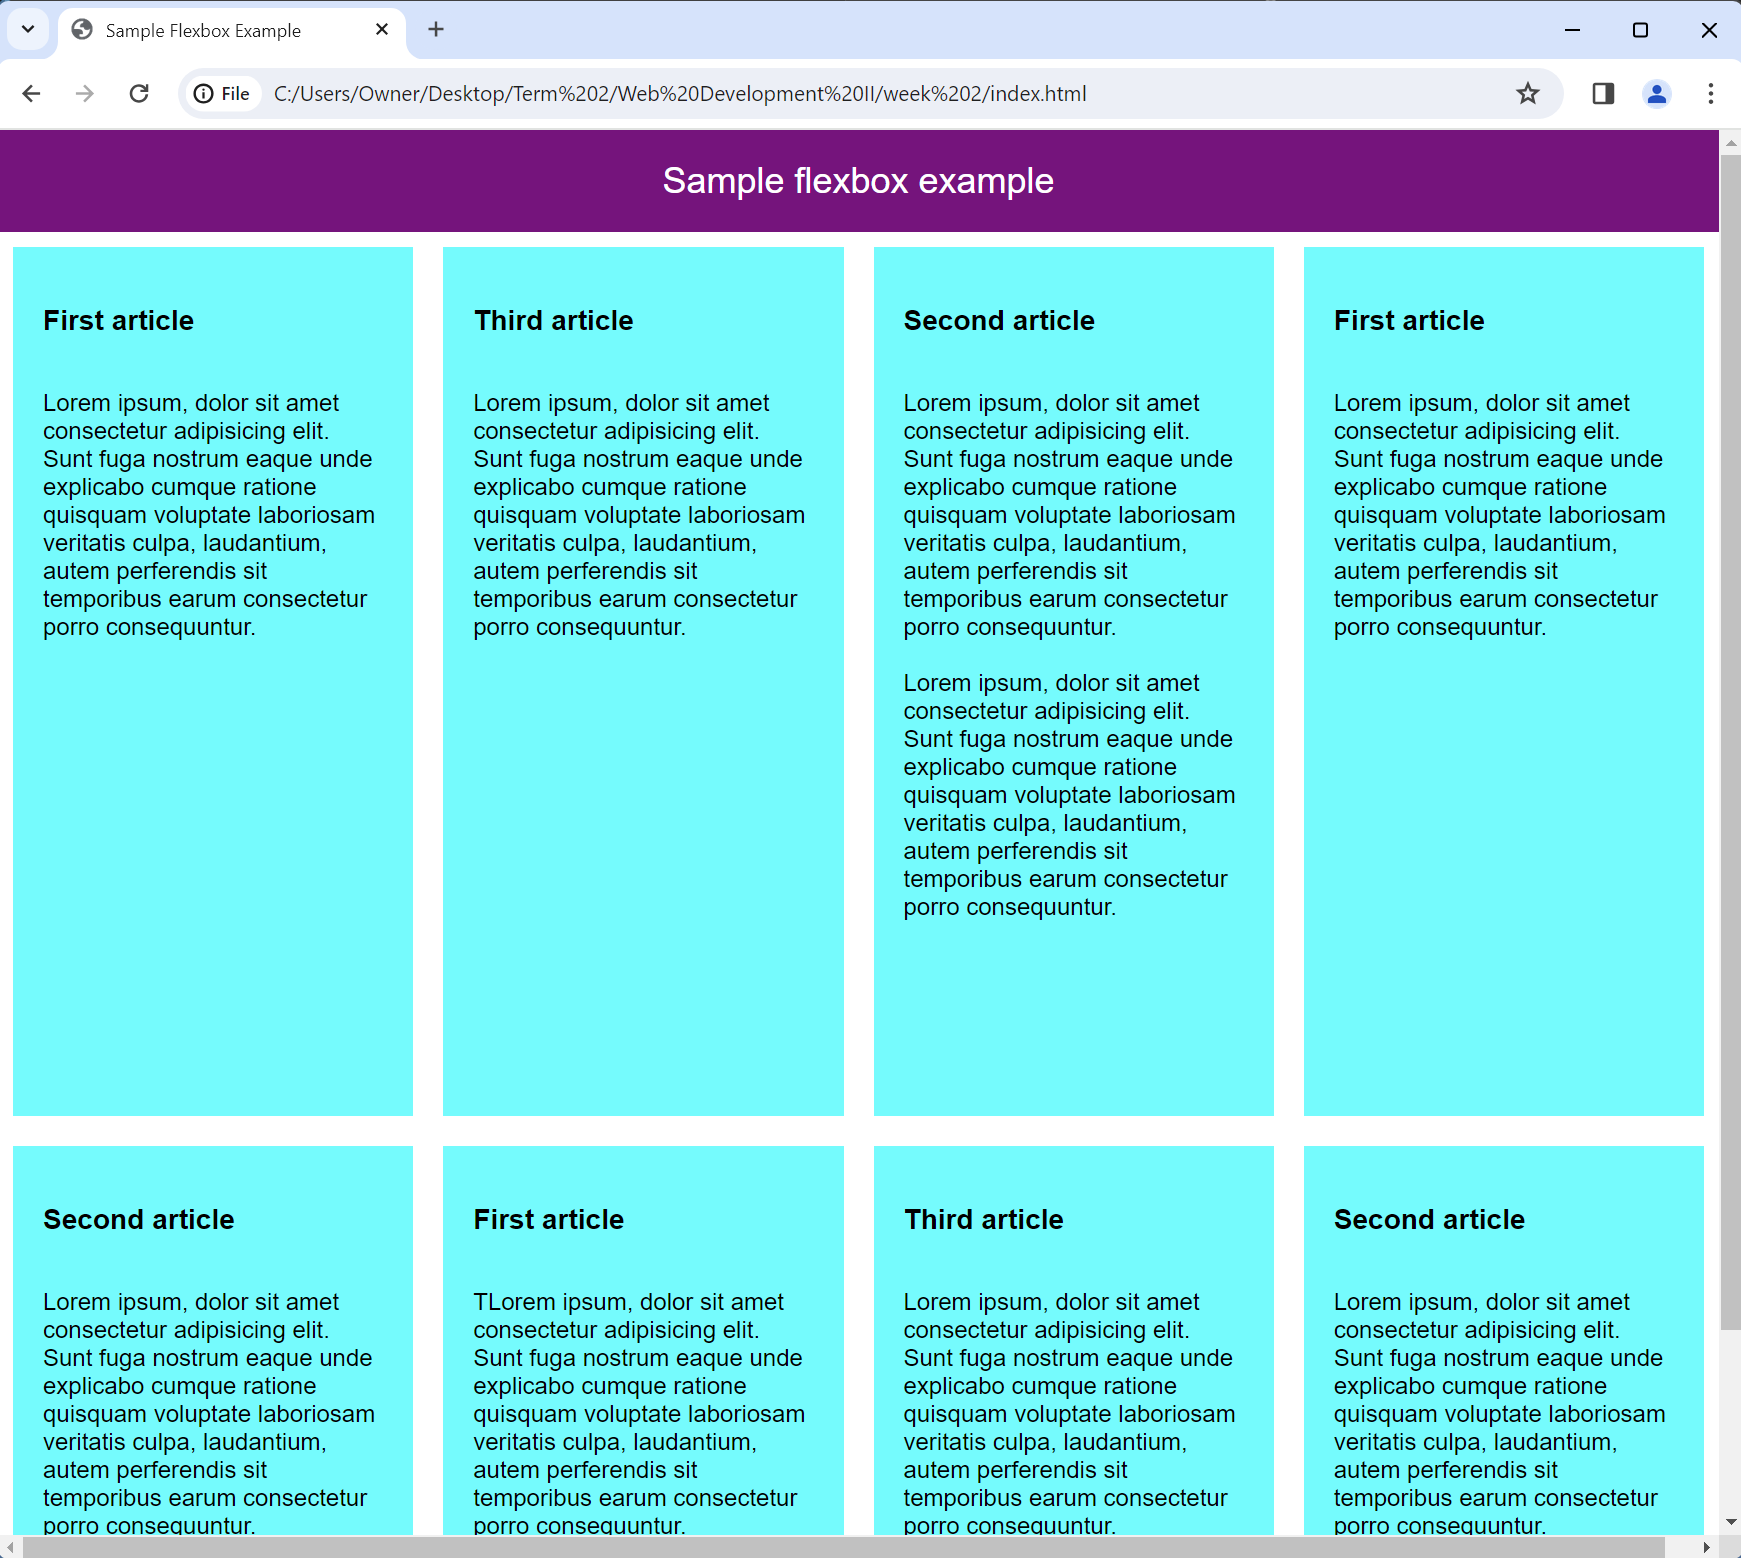 Sample Flexbox Example
File
C:/Users/Owner/Desktop/Term%202/Web%20Development%20II/week%202/index.html
Sample flexbox example
First article
Lorem ipsum, dolor sit amet
consectetur adipisicing elit.
Sunt fuga nostrum eaque unde
explicabo cumque ratione
quisquam voluptate laboriosam
veritatis culpa, laudantium,
autem perferendis sit
temporibus earum consectetur
porro consequuntur.
Third article
Lorem ipsum, dolor sit amet
consectetur adipisicing elit.
Sunt fuga nostrum eaque unde
explicabo cumque ratione
quisquam voluptate laboriosam
veritatis culpa, laudantium,
autem perferendis sit
temporibus earum consectetur
porro consequuntur.
Second article
Lorem ipsum, dolor sit amet
consectetur adipisicing elit.
Sunt fuga nostrum eaque unde
explicabo cumque ratione
quisquam voluptate laboriosam
veritatis culpa, laudantium,
autem perferendis sit
temporibus earum consectetur
porro consequuntur.
Lorem ipsum, dolor sit amet
consectetur adipisicing elit.
Sunt fuga nostrum eaque unde
explicabo cumque ratione
quisquam voluptate laboriosam
veritatis culpa, laudantium,
autem perferendis sit
temporibus earum consectetur
porro consequuntur.
First article
Lorem ipsum, dolor sit amet
consectetur adipisicing elit.
Sunt fuga nostrum eaque unde
explicabo cumque ratione
quisquam voluptate laboriosam
veritatis culpa, laudantium,
autem perferendis sit
temporibus earum consectetur
porro consequuntur.
Second article
Lorem ipsum, dolor sit amet
consectetur adipisicing elit.
Sunt fuga nostrum eaque unde
explicabo cumque ratione
quisquam voluptate laboriosam
veritatis culpa, laudantium,
autem perferendis sit
temporibus earum consectetur
porro consequuntur.
First article
TLorem ipsum, dolor sit amet
consectetur adipisicing elit.
Sunt fuga nostrum eaque unde
explicabo cumque ratione
quisquam voluptate laboriosam
veritatis culpa, laudantium,
autem perferendis sit
temporibus earum consectetur
porro consequuntur.
Third article
Lorem ipsum, dolor sit amet
consectetur adipisicing elit.
Sunt fuga nostrum eaque unde
explicabo cumque ratione
quisquam voluptate laboriosam
veritatis culpa, laudantium,
autem perferendis sit
temporibus earum consectetur
porro consequuntur.
Second article
Lorem ipsum, dolor sit amet
consectetur adipisicing elit.
Sunt fuga nostrum eaque unde
explicabo cumque ratione
quisquam voluptate laboriosam
veritatis culpa, laudantium,
autem perferendis sit
temporibus earum consectetur
porro consequuntur.